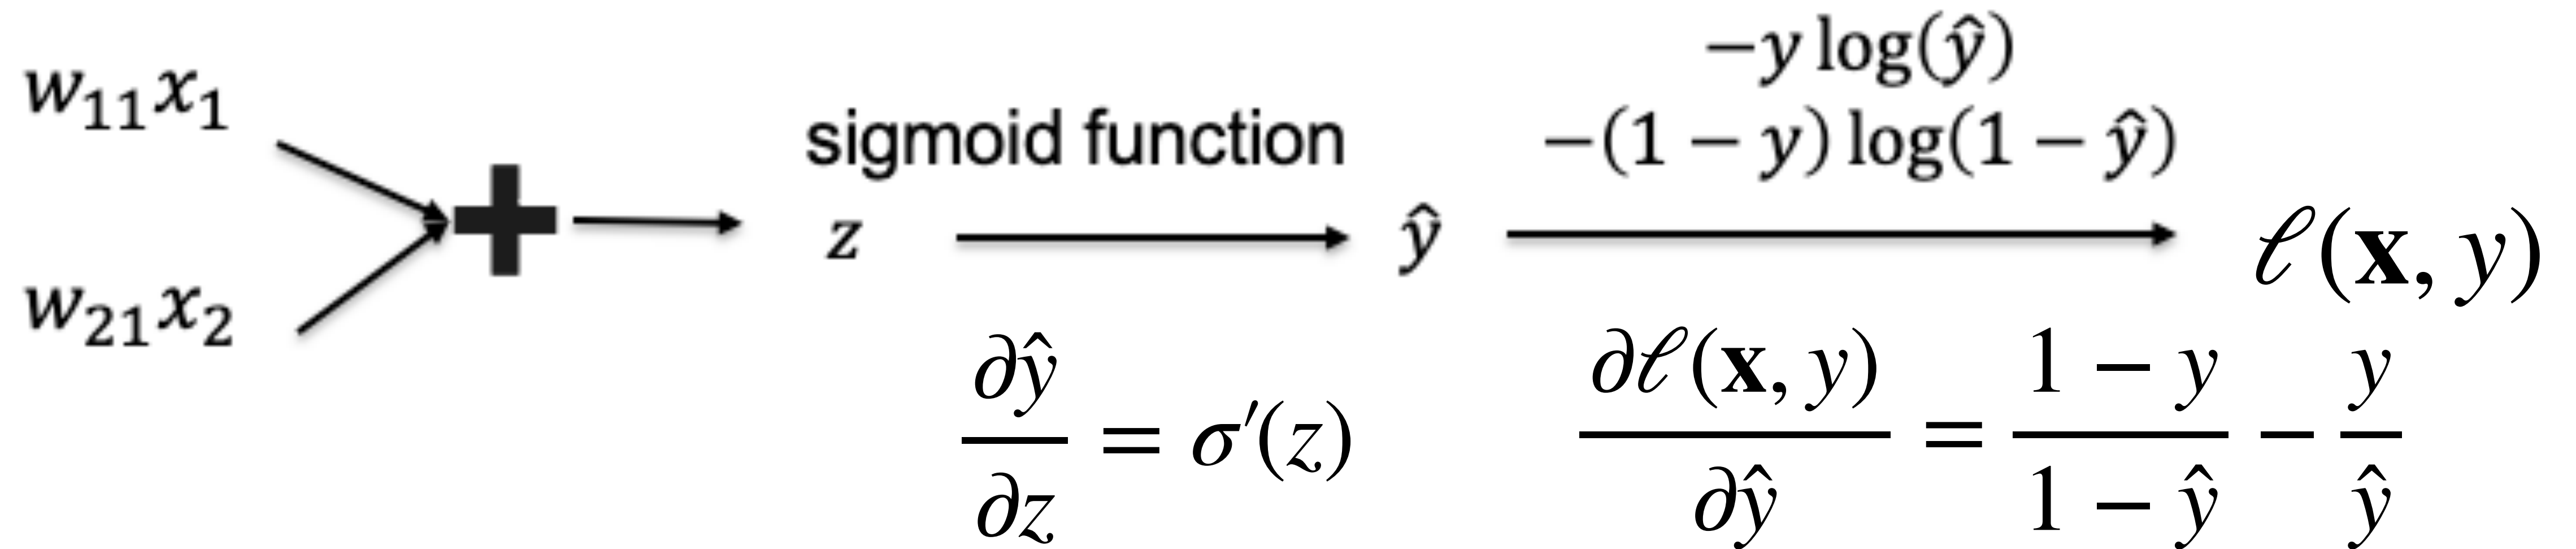 w₁₁x₁
w₂₁x₂
sigmoid function
z
ŷ
−y log(ŷ)
−(1 − y) log(1 − ŷ)
ℓ(𝐱, y)
∂ŷ/∂z = σ′(z)
∂ℓ(𝐱, y)/∂ŷ = (1 − y)/(1 − ŷ) − y/ŷ